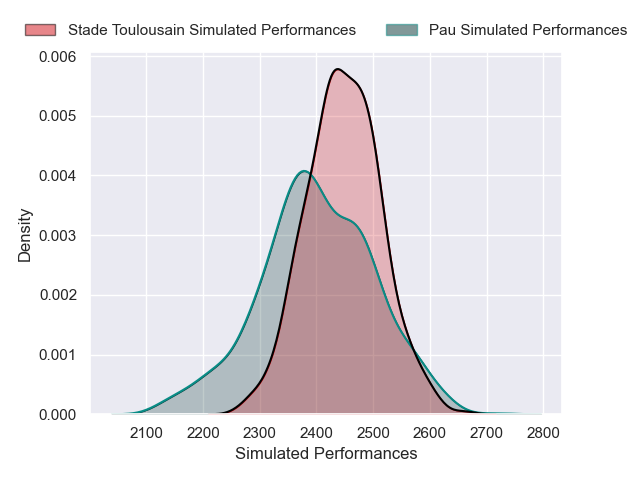 Stade Toulousain Simulated Performances
Pau Simulated Performances
0.006
0.005
0.004
0.003
0.002
0.001
0.000
Density
2100 2200 2300 2400 2500 2600 2700 2800
Simulated Performances